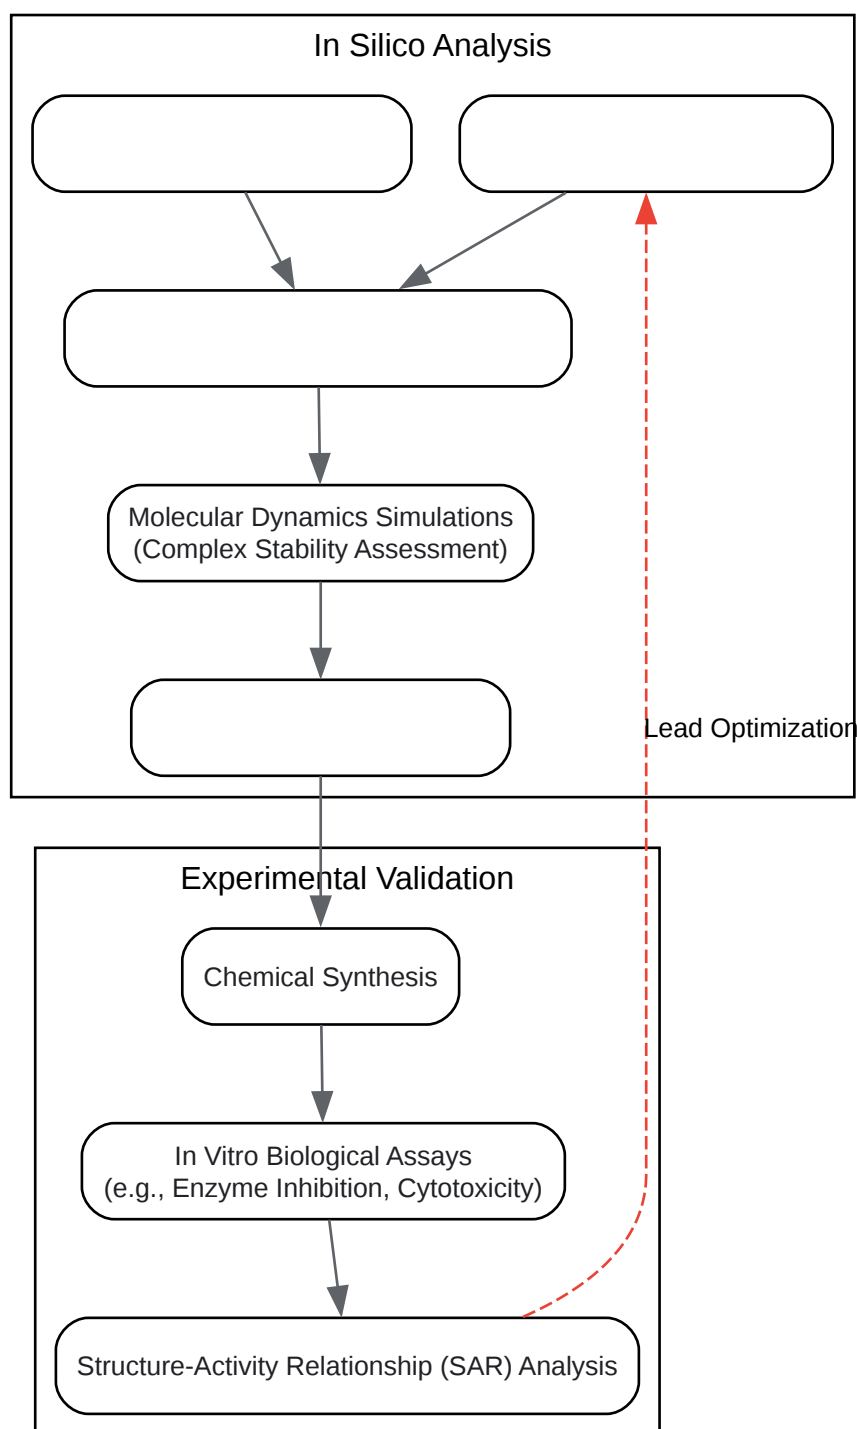 In Silico Analysis
Molecular Dynamics Simulations
(Complex Stability Assessment)
Lead Optimization
Experimental Validation
Chemical Synthesis
In Vitro Biological Assays
(e.g., Enzyme Inhibition, Cytotoxicity)
Structure-Activity Relationship (SAR) Analysis